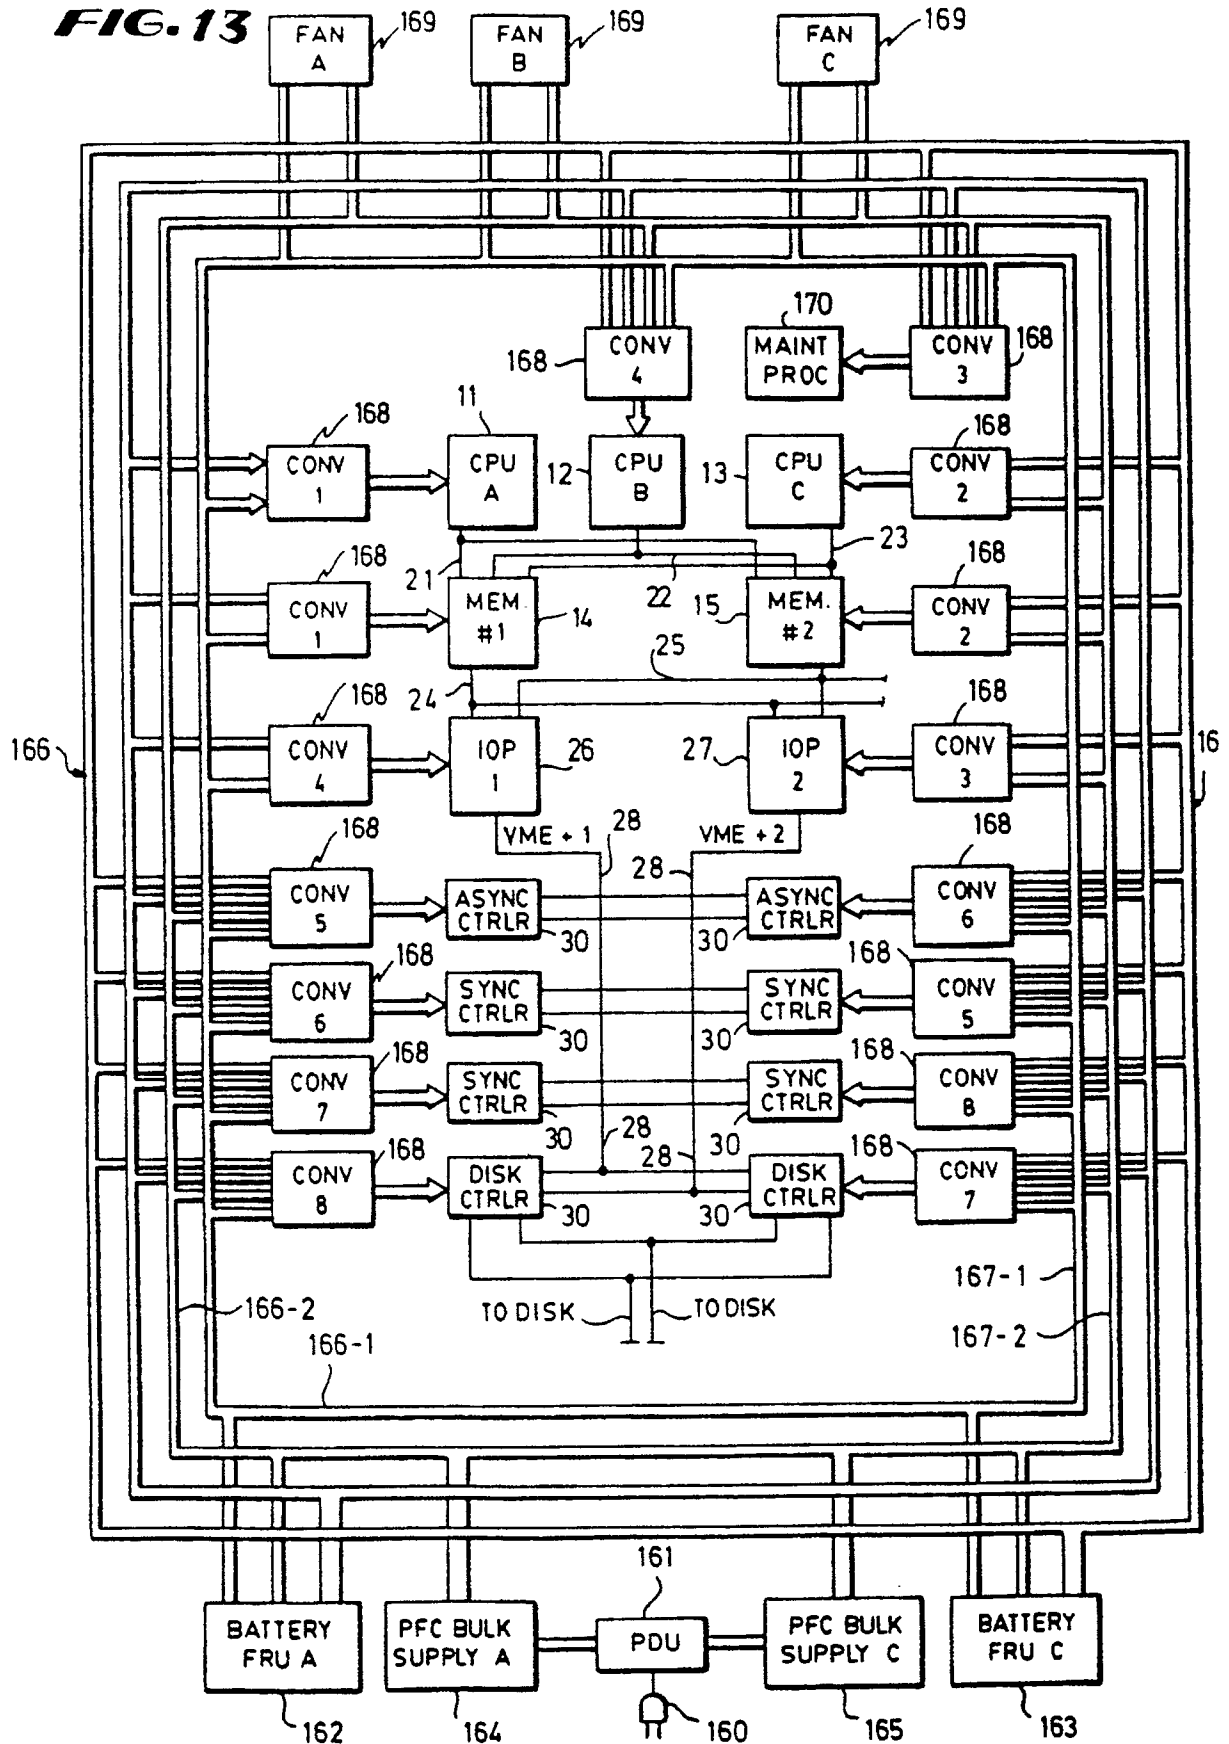 FIG. 13
FAN
A
169
FAN
B
169
FAN
C
169
168
CONV
4
170
MAINT
PROC
CONV
3
168
168
CONV
1
11
CPU
A
12
CPU
B
13
CPU
C
168
CONV
2
21
22
23
168
CONV
1
MEM.
#1
14
15
MEM.
#2
168
CONV
2
24
25
168
CONV
4
IOP
1
26
27
IOP
2
168
CONV
3
166
16
VME + 1
28
VME + 2
28
168
CONV
5
ASYNC
CTRLR
30
ASYNC
CTRLR
30
168
CONV
6
168
CONV
6
SYNC
CTRLR
30
SYNC
CTRLR
30
168
CONV
5
168
CONV
7
SYNC
CTRLR
30
SYNC
CTRLR
30
168
CONV
8
28
28
168
CONV
8
DISK
CTRLR
30
DISK
CTRLR
30
168
CONV
7
166-2
166-1
TO DISK
TO DISK
167-1
167-2
BATTERY
FRU A
162
PFC BULK
SUPPLY A
164
161
PDU
160
PFC BULK
SUPPLY C
165
BATTERY
FRU C
163